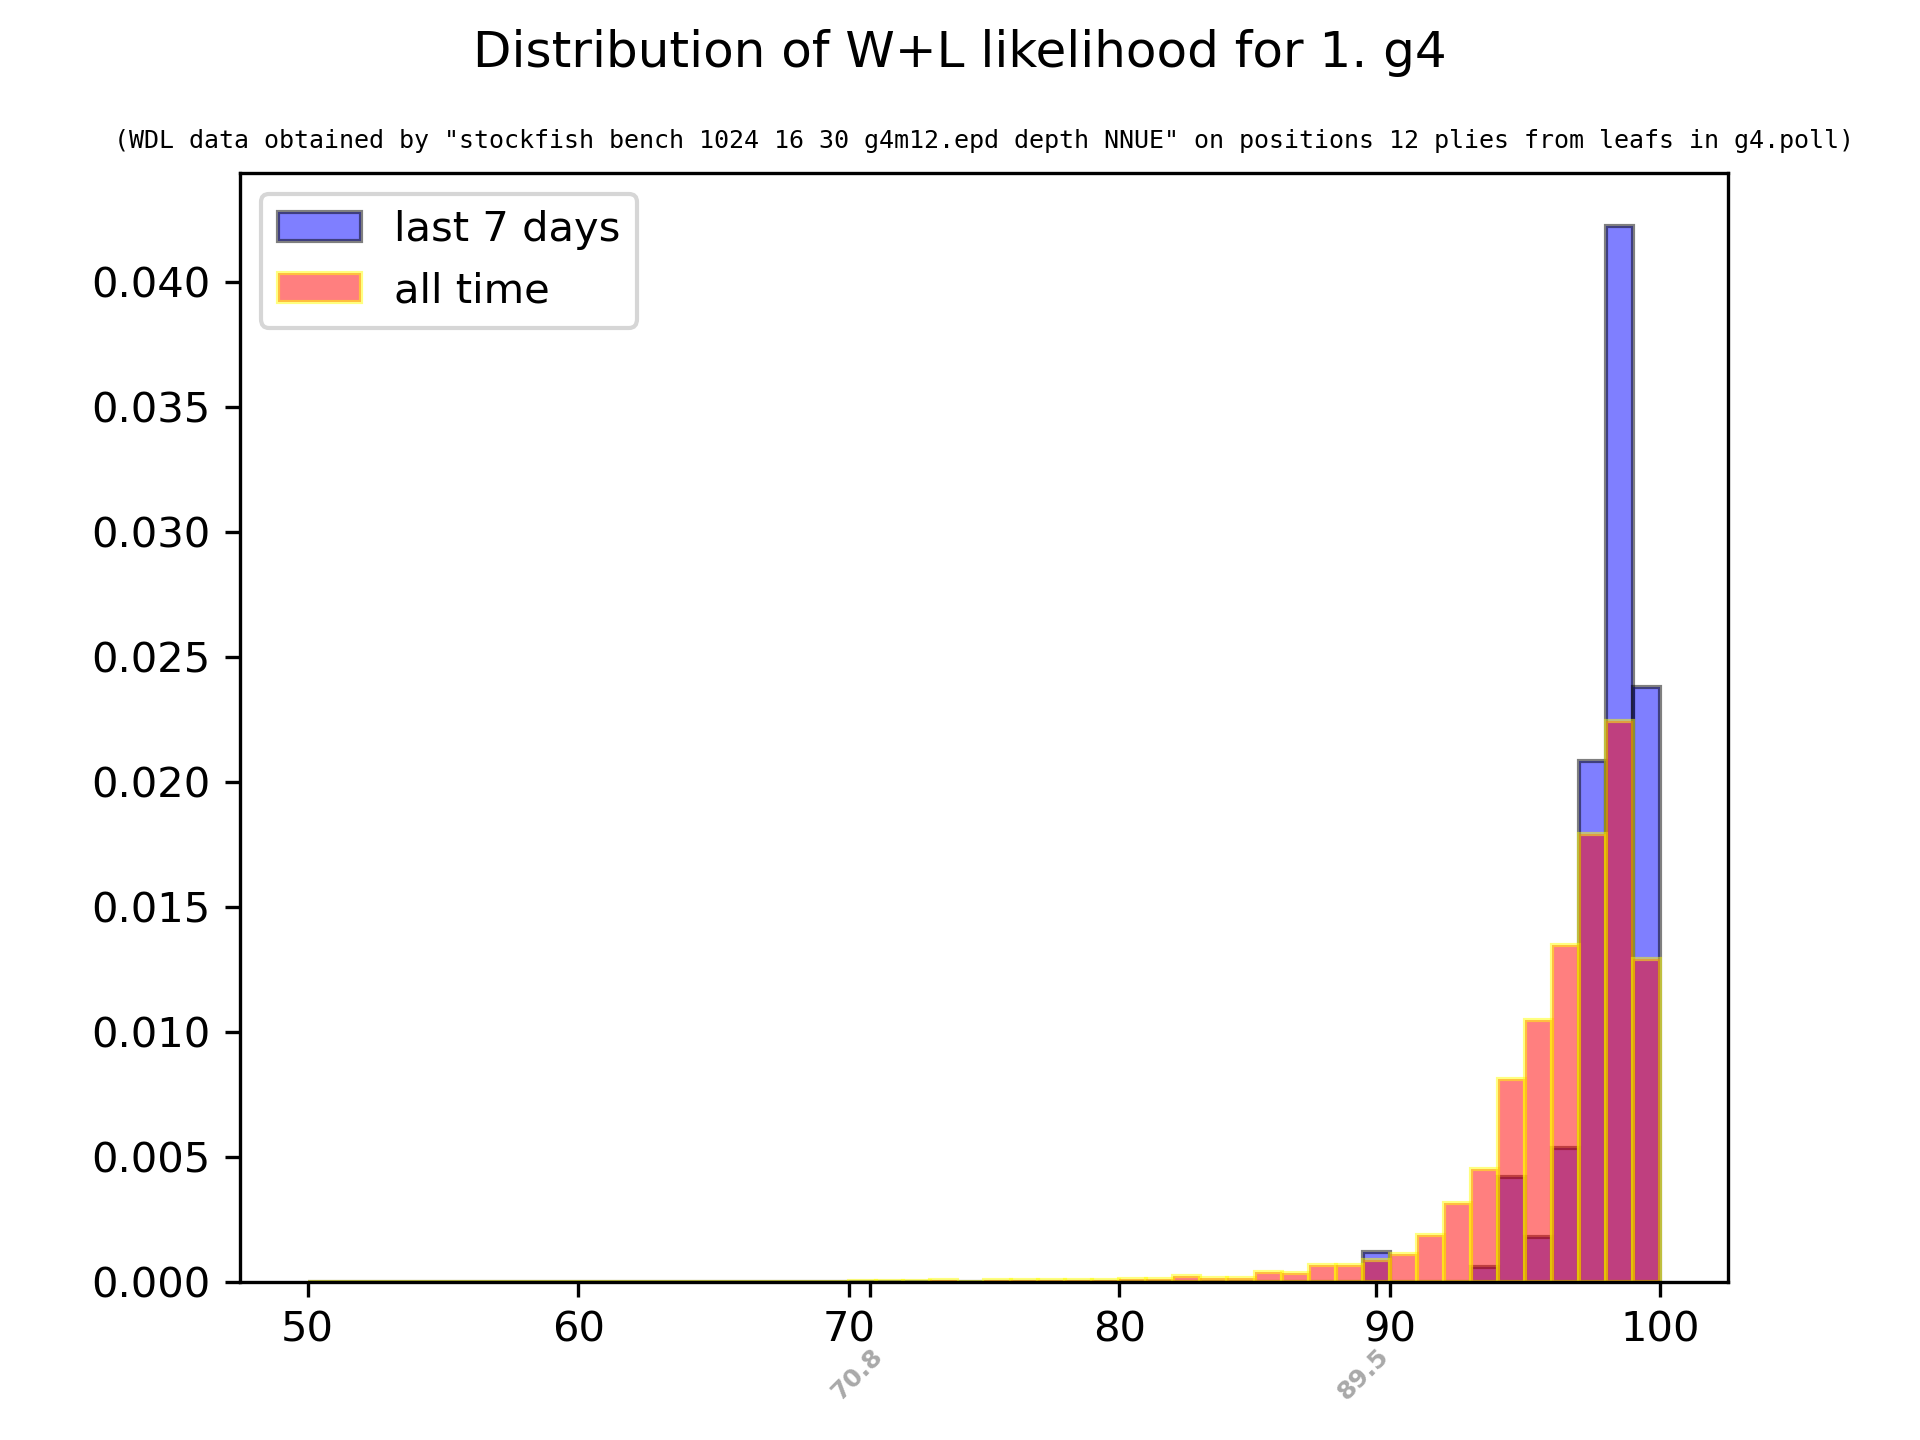 Distribution of W+L likelihood for 1. g4
(WDL data obtained by "stockfish bench 1024 16 30 g4m12.epd depth NNUE" on positions 12 plies from leafs in g4.poll)
last 7 days
all time
0.040
0.035
0.030
0.025
0.020
0.015
0.010
0.005
0.000
50 60 70 80 90 100
70.8 89.5